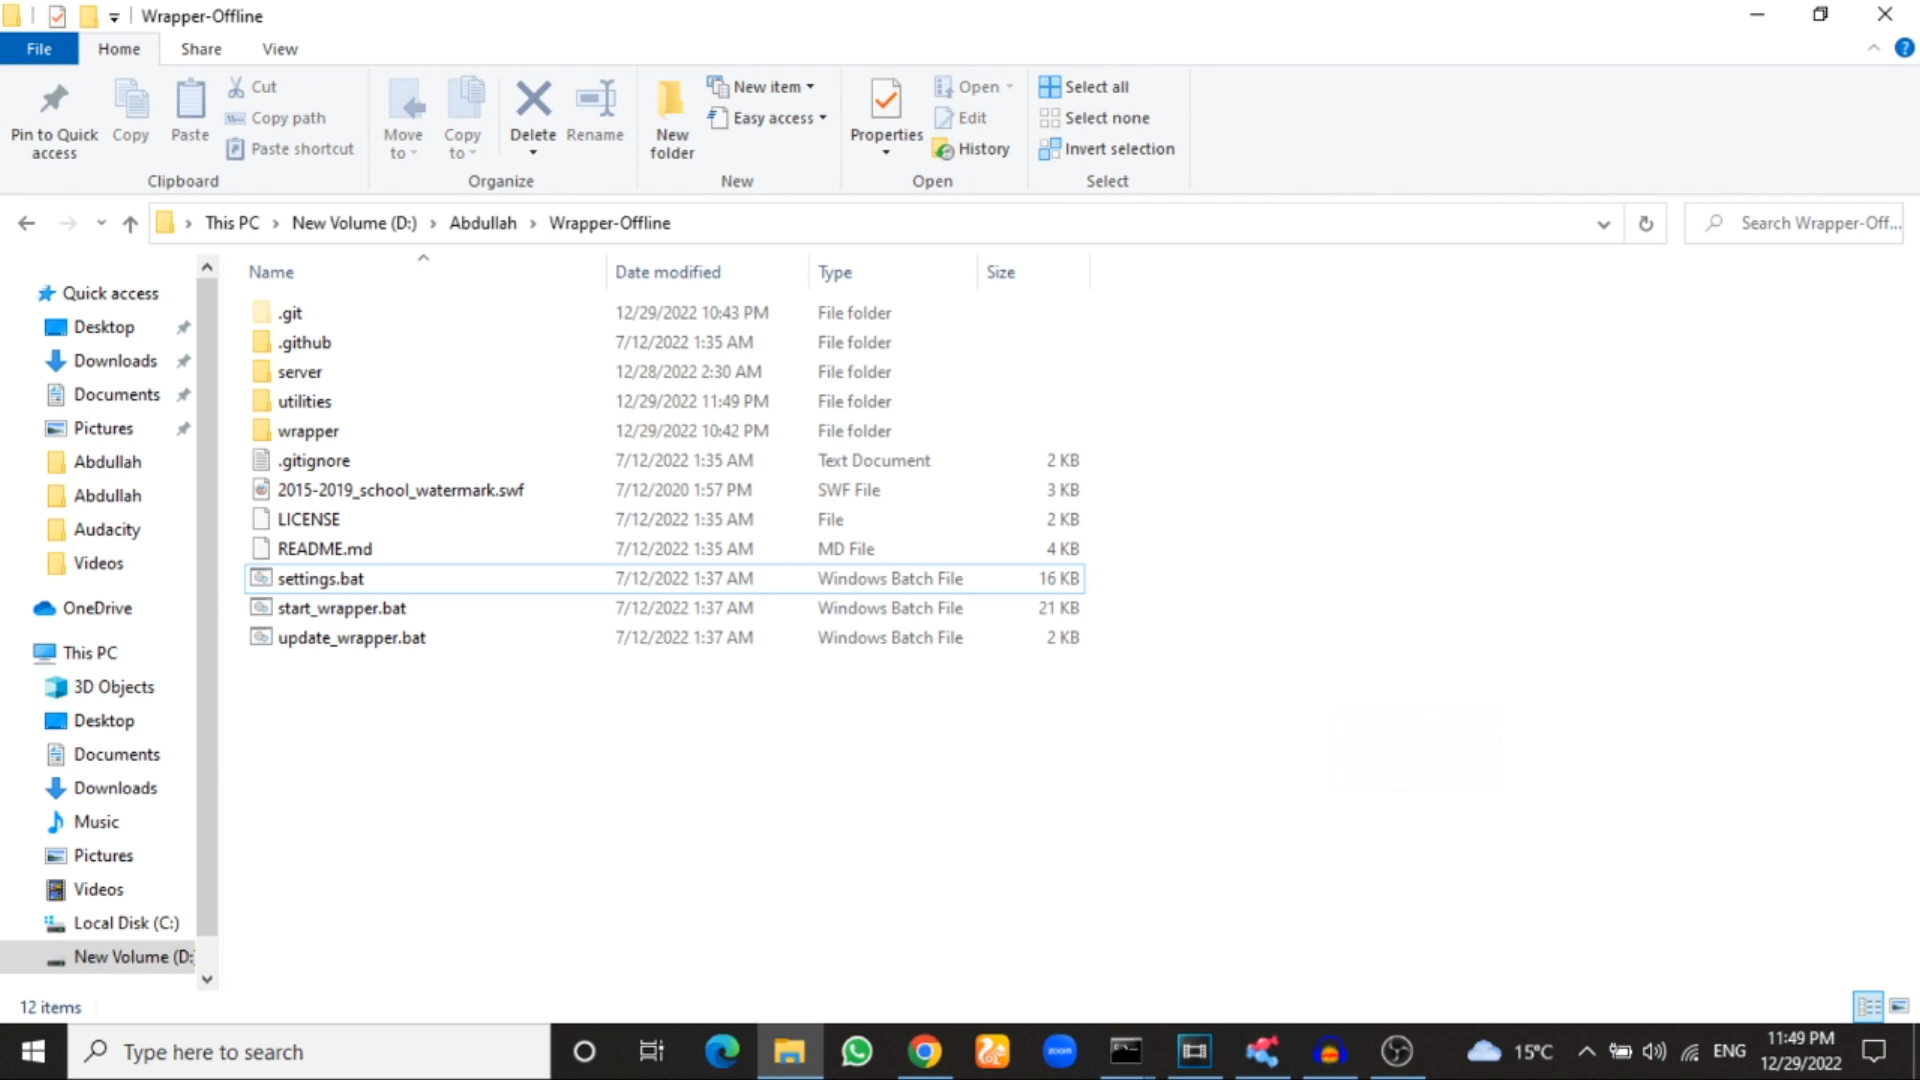 Wrapper-Offline
File Home Share View
Pin to Quick access
Copy
Paste
Cut
Copy path
Paste shortcut
Clipboard
Move to
Copy to
Delete
Rename
Organize
New folder
New item
Easy access
New
Properties
Open
Edit
History
Open
Select all
Select none
Invert selection
Select
This PC › New Volume (D:) › Abdullah › Wrapper-Offline
Search Wrapper-Off...
Quick access
Desktop
Downloads
Documents
Pictures
Abdullah
Abdullah
Audacity
Videos
OneDrive
This PC
3D Objects
Desktop
Documents
Downloads
Music
Pictures
Videos
Local Disk (C:)
New Volume (D:
Name Date modified Type Size
.git 12/29/2022 10:43 PM File folder
.github 7/12/2022 1:35 AM File folder
server 12/28/2022 2:30 AM File folder
utilities 12/29/2022 11:49 PM File folder
wrapper 12/29/2022 10:42 PM File folder
.gitignore 7/12/2022 1:35 AM Text Document 2 KB
2015-2019_school_watermark.swf 7/12/2020 1:57 PM SWF File 3 KB
LICENSE 7/12/2022 1:35 AM File 2 KB
README.md 7/12/2022 1:35 AM MD File 4 KB
settings.bat 7/12/2022 1:37 AM Windows Batch File 16 KB
start_wrapper.bat 7/12/2022 1:37 AM Windows Batch File 21 KB
update_wrapper.bat 7/12/2022 1:37 AM Windows Batch File 2 KB
12 items
Type here to search
zoom
15°C
ENG
11:49 PM
12/29/2022